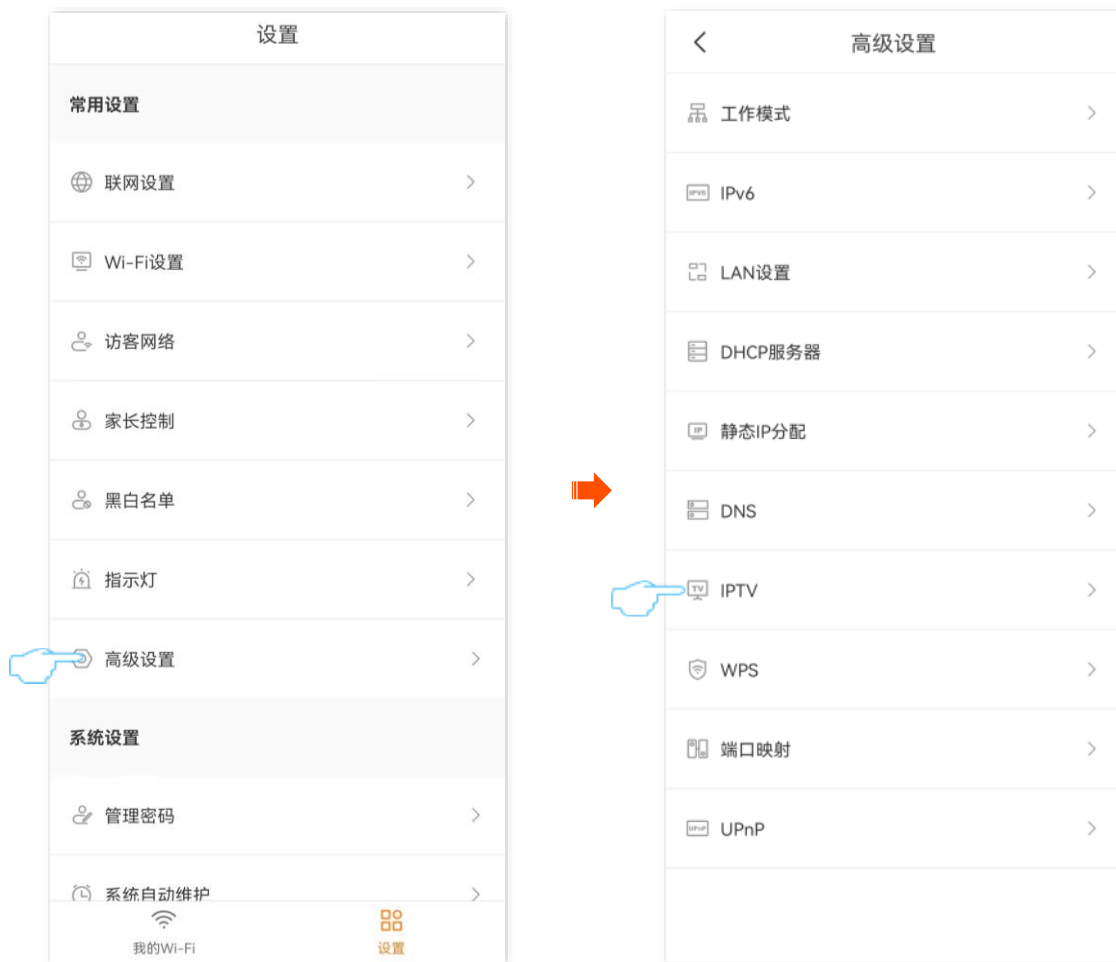 设置
常用设置
联网设置
Wi-Fi设置
访客网络
家长控制
黑白名单
指示灯
高级设置
系统设置
管理密码
系统自动维护
我的Wi-Fi
设置
高级设置
工作模式
IPV6
IPv6
LAN设置
DHCP服务器
IP
静态IP分配
DNS
TV
IPTV
WPS
端口映射
UPnP
UPnP